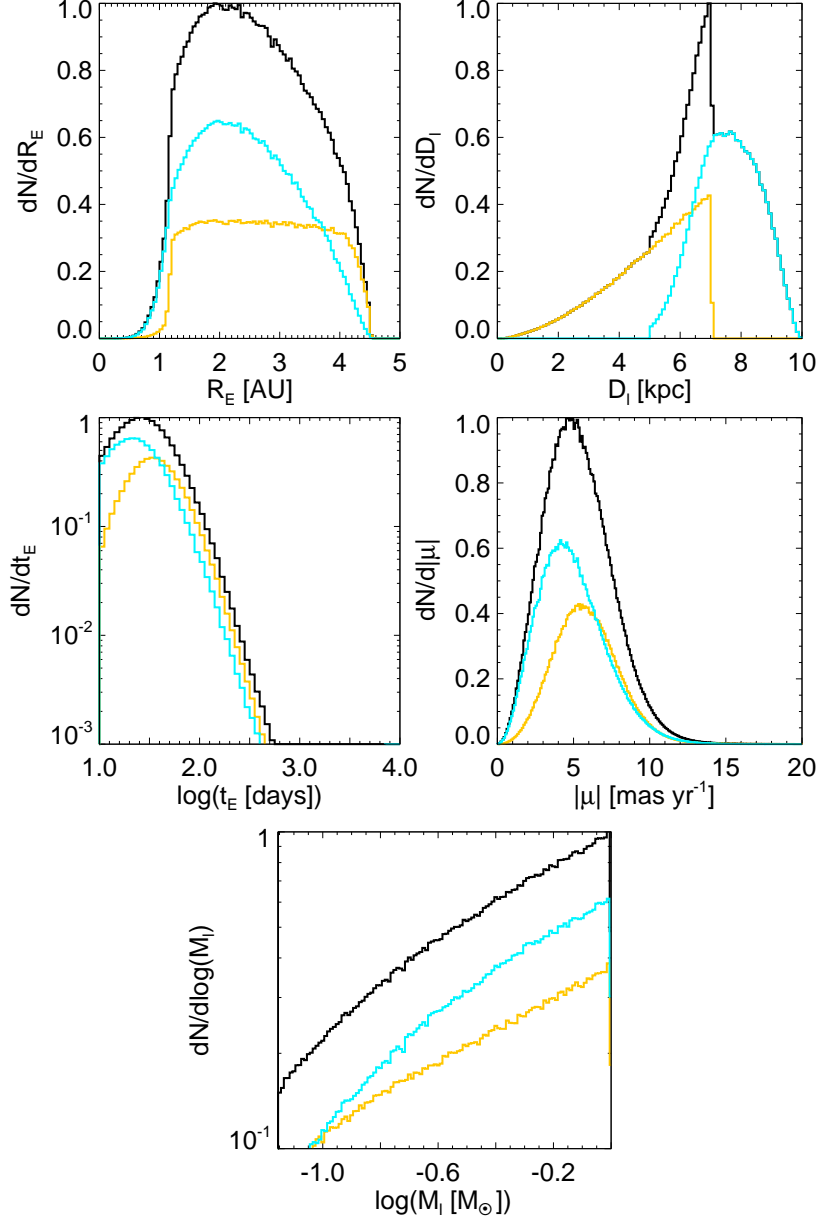 dN/dR_E
1.0
0.8
0.6
0.4
0.2
0.0
0 1 2 3 4 5
R_E [AU]
dN/dD_l
1.0
0.8
0.6
0.4
0.2
0.0
0 2 4 6 8 10
D_l [kpc]
dN/dt_E
1
10^-1
10^-2
10^-3
1.0 2.0 3.0 4.0
log(t_E [days])
dN/d|μ|
1.0
0.8
0.6
0.4
0.2
0.0
0 5 10 15 20
|μ| [mas yr^-1]
dN/dlog(M_l)
1
10^-1
-1.0 -0.6 -0.2
log(M_l [M_⊙])